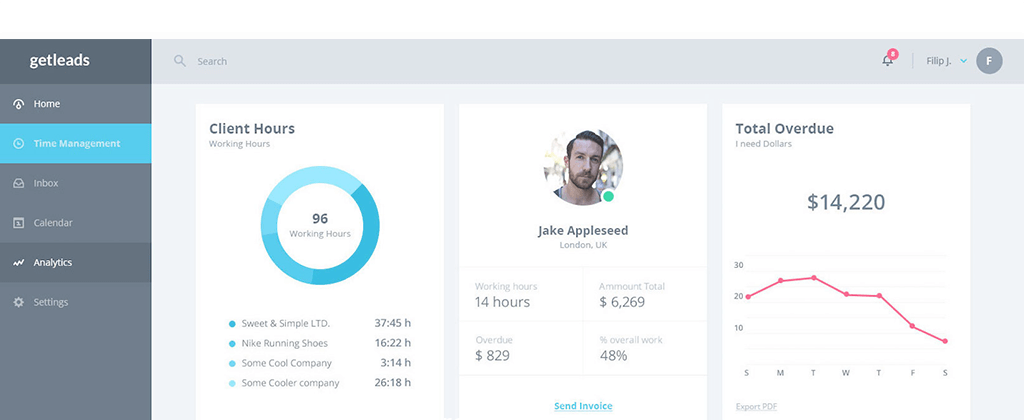 getleads
Search
8
Filip J.
F
Home
Time Management
Inbox
Calendar
Analytics
Settings
Client Hours
Working Hours
96
Working Hours
Sweet & Simple LTD. 37:45 h
Nike Running Shoes 16:22 h
Some Cool Company 3:14 h
Some Cooler company 26:18 h
Jake Appleseed
London, UK
Working hours
14 hours
Ammount Total
$ 6,269
Overdue
$ 829
% overall work
48%
Send Invoice
Total Overdue
I need Dollars
$14,220
30
20
10
S M T W T F S
Export PDF